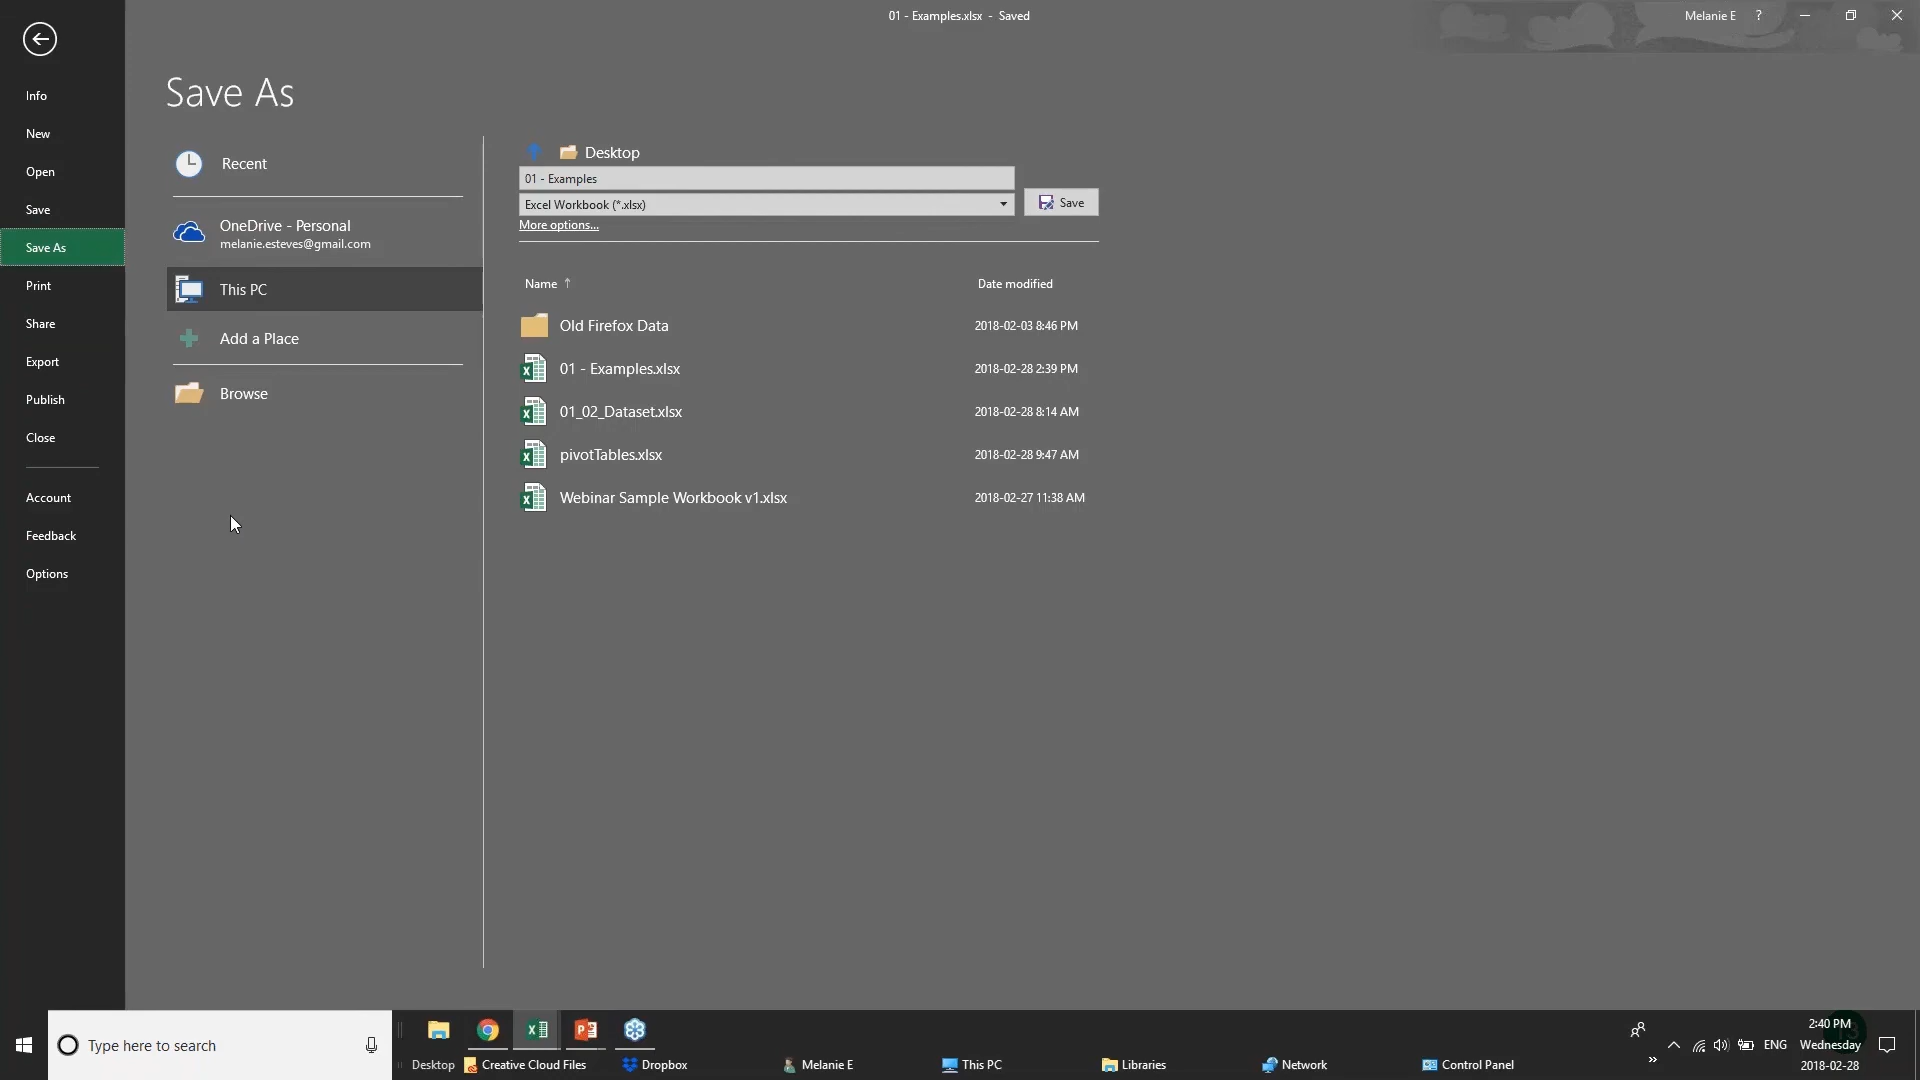 01 - Examples.xlsx - Saved
Melanie E
?
Info
New
Open
Save
Save As
Print
Share
Export
Publish
Close
Account
Feedback
Options
Save As
Recent
OneDrive - Personal
melanie.esteves@gmail.com
This PC
Add a Place
Browse
Desktop
01 - Examples
Excel Workbook (*.xlsx)
Save
More options...
Name Date modified
Old Firefox Data 2018-02-03 8:46 PM
01 - Examples.xlsx 2018-02-28 2:39 PM
01_02_Dataset.xlsx 2018-02-28 8:14 AM
pivotTables.xlsx 2018-02-28 9:47 AM
Webinar Sample Workbook v1.xlsx 2018-02-27 11:38 AM
Type here to search
Desktop
Creative Cloud Files
Dropbox
Melanie E
This PC
Libraries
Network
Control Panel
ENG
2:40 PM
Wednesday
2018-02-28